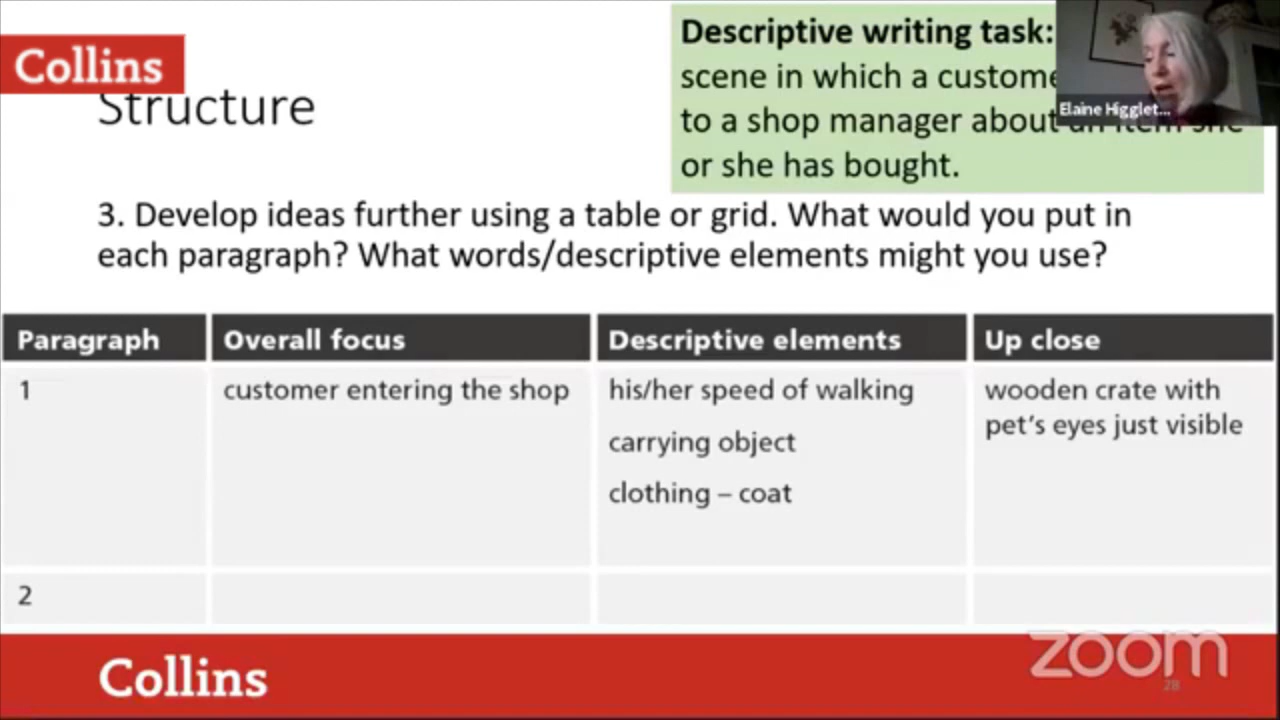 Collins
Structure
Descriptive writing task:
scene in which a
to a shop manager about
or she has bought.
Elaine Higglet...
3. Develop ideas further using a table or grid. What would you put in
each paragraph? What words/descriptive elements might you use?
Paragraph Overall focus Descriptive elements Up close
1 customer entering the shop his/her speed of walking wooden crate with
pet's eyes just visible
carrying object
clothing – coat
2
Collins
zoom
28